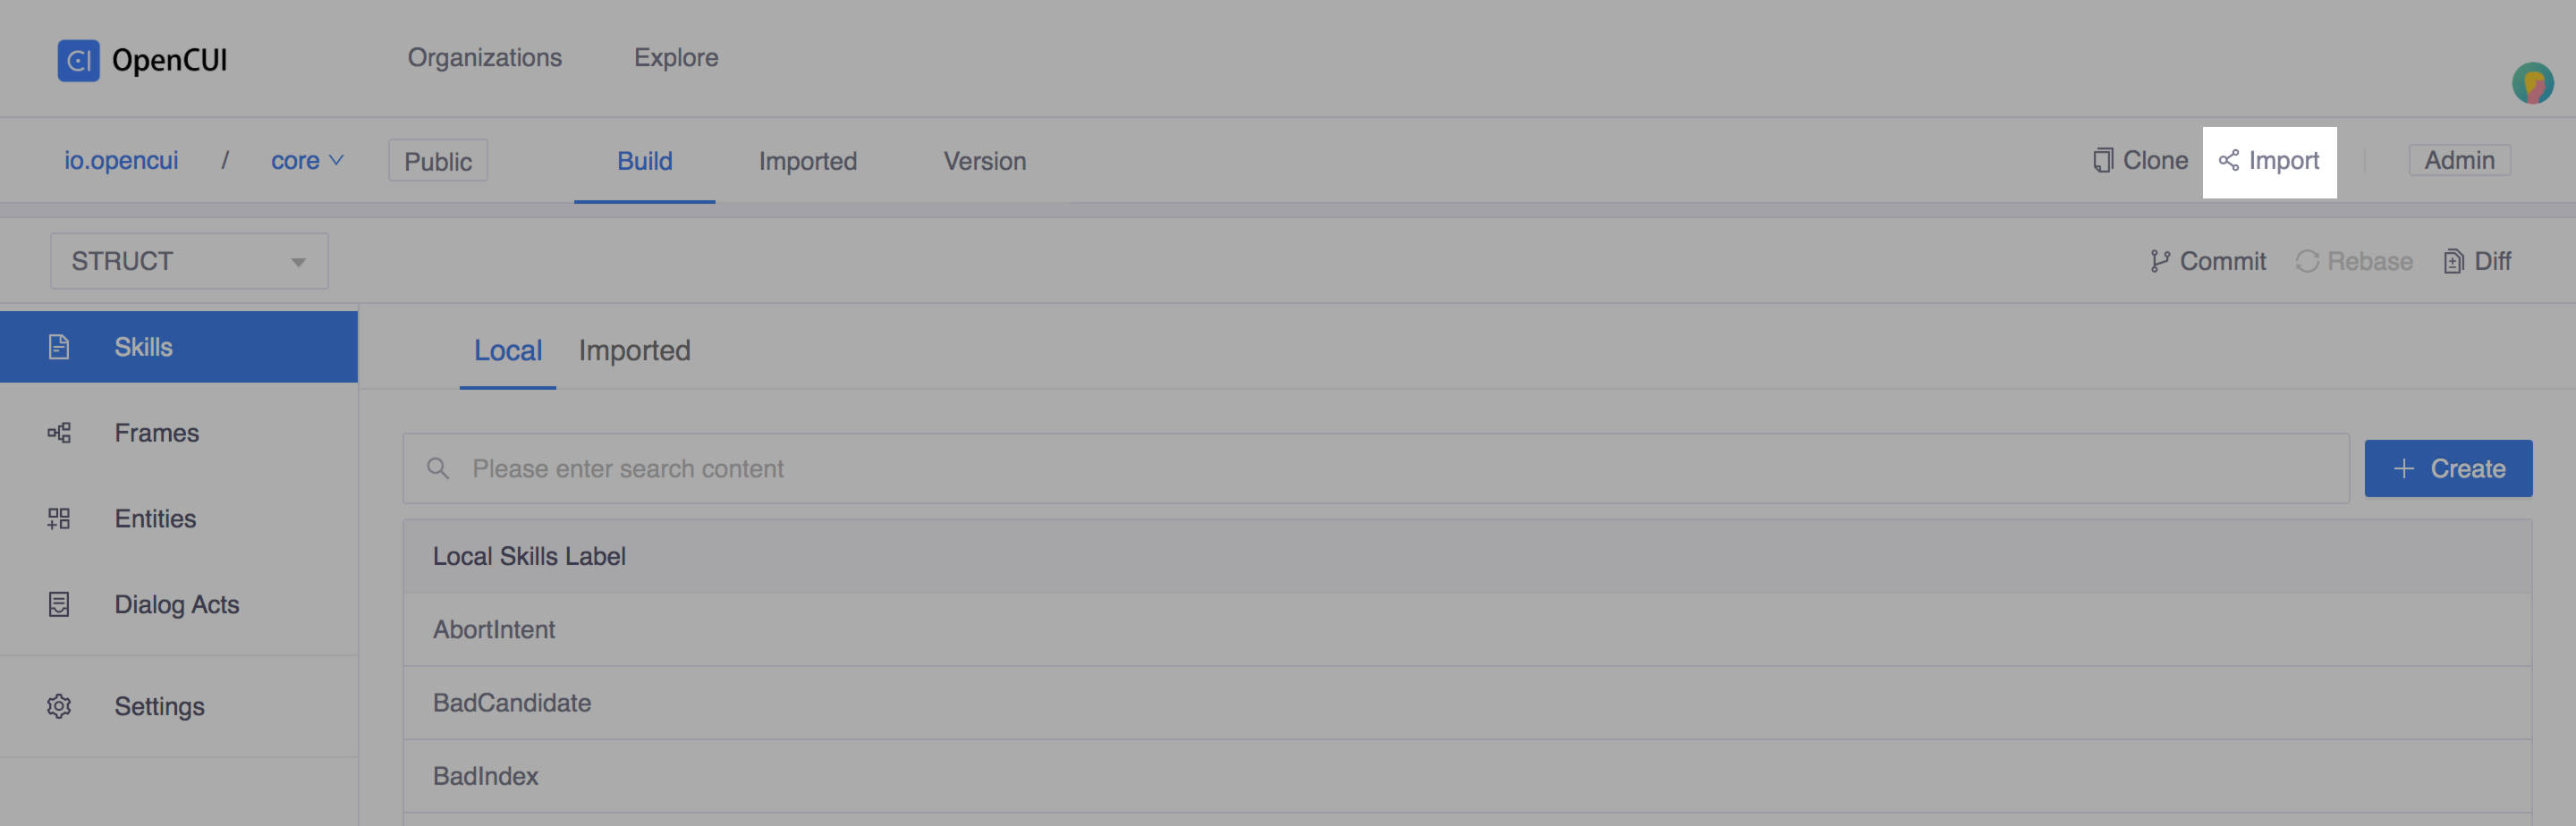 CI OpenCUI Organizations Explore
io.opencui / core Public Build Imported Version Clone Import Admin
STRUCT Commit Rebase Diff
Skills
Local Imported
Frames
Please enter search content + Create
Entities
Local Skills Label
Dialog Acts
AbortIntent
Settings
BadCandidate
BadIndex